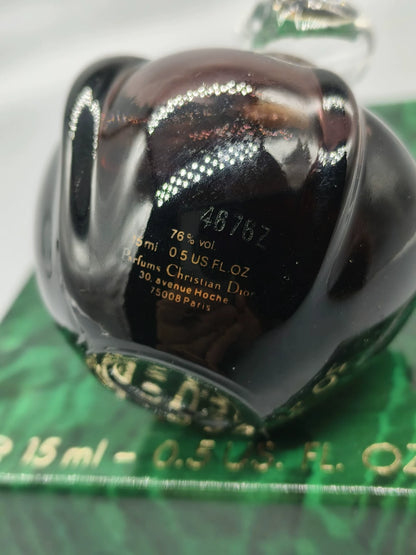 4676Z
76% vol.
15ml 0.5 US FL.OZ
Parfums Christian Dior
30, avenue Hoche
75008 Paris
15 ml - 0.5 U.S. FL. OZ